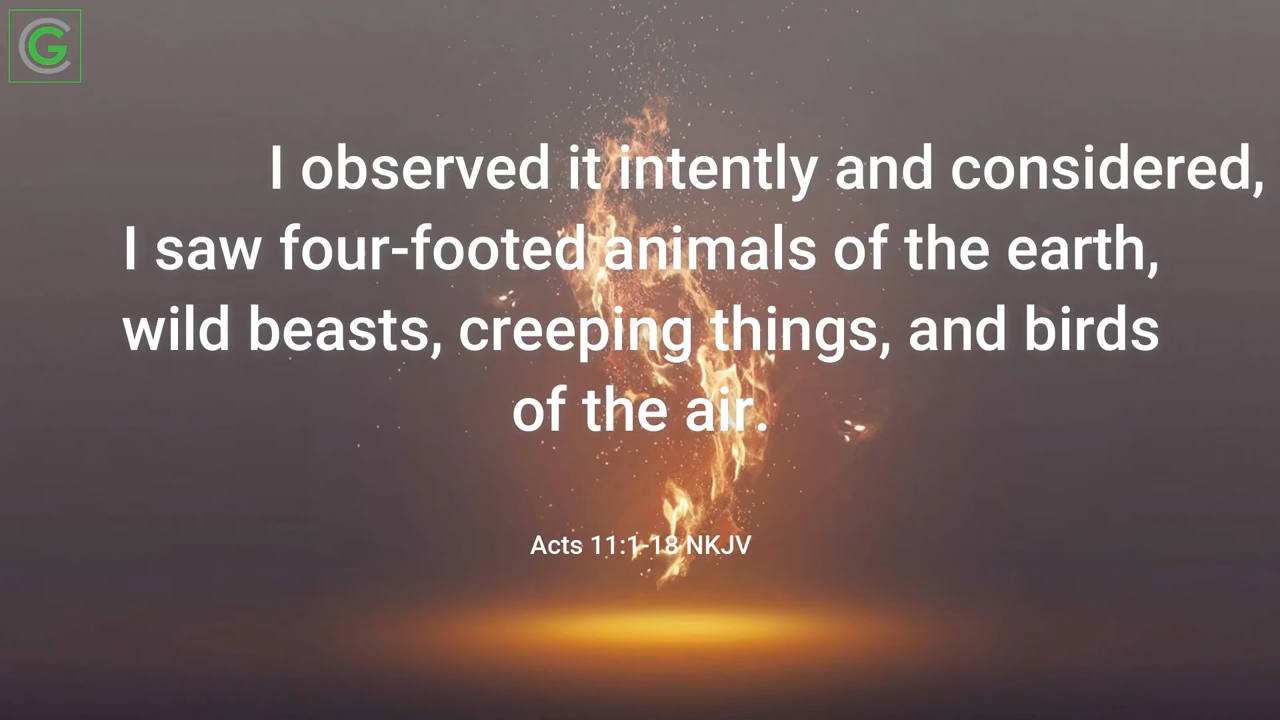 GC
I observed it intently and considered,
I saw four-footed animals of the earth,
wild beasts, creeping things, and birds
of the air.
Acts 11:1-18 NKJV